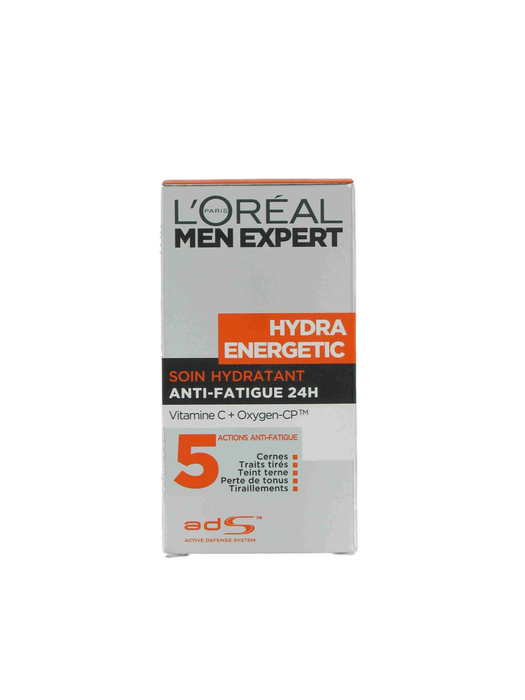 L'ORÉAL
PARIS
MEN EXPERT
HYDRA
ENERGETIC
SOIN HYDRATANT
ANTI-FATIGUE 24H
Vitamine C + Oxygen-CP™
5 ACTIONS ANTI-FATIGUE
Cernes
Traits tirés
Teint terne
Perte de tonus
Tiraillements
adS™
ACTIVE DEFENSE SYSTEM